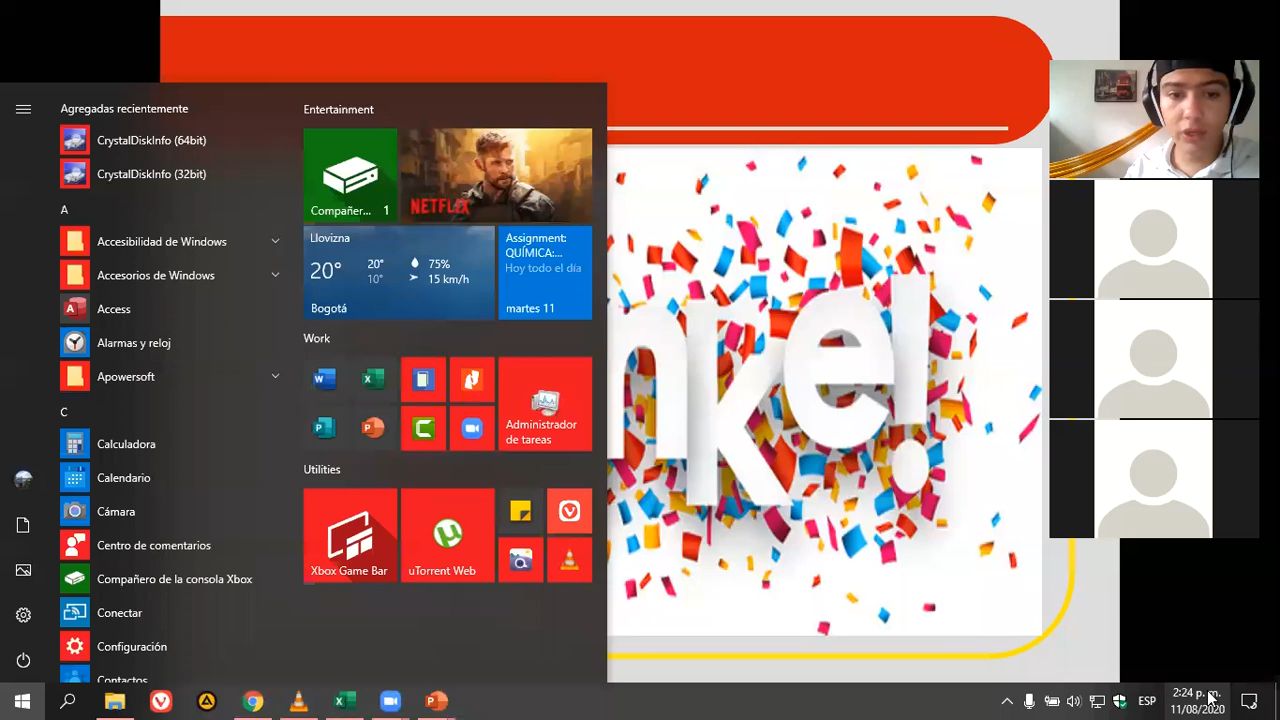 Agregadas recientemente
CrystalDiskInfo (64bit)
CrystalDiskInfo (32bit)
A
Accesibilidad de Windows
Accesorios de Windows
Access
Alarmas y reloj
Apowersoft
C
Calculadora
Calendario
Cámara
Centro de comentarios
Compañero de la consola Xbox
Conectar
Configuración
Contactos
Entertainment
Compañer... 1
NETFLIX
Llovizna
20° 20° 75%
10° 15 km/h
Bogotá
Assignment:
QUÍMICA:...
Hoy todo el día
martes 11
Work
Administrador
de tareas
Utilities
Xbox Game Bar
uTorrent Web
nke!
ESP
2:24 p. m.
11/08/2020